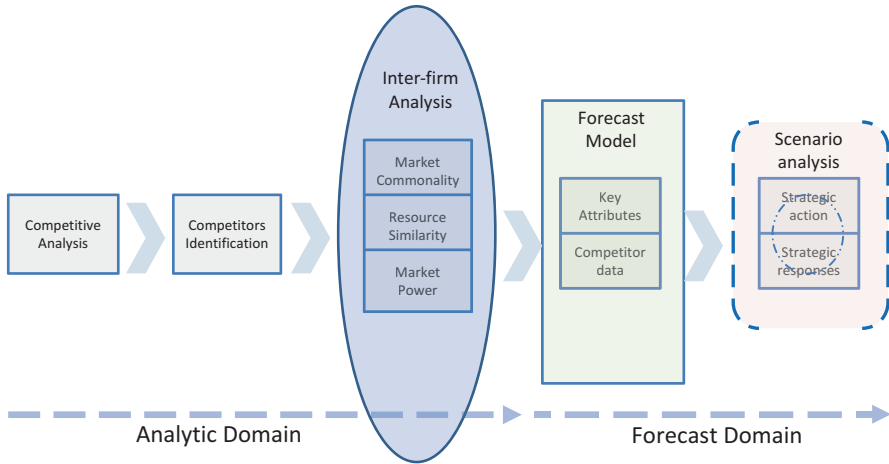 Competitive
Analysis
Competitors
Identification
Inter-firm
Analysis
Market
Commonality
Resource
Similarity
Market
Power
Forecast
Model
Key
Attributes
Competitor
data
Scenario
analysis
Strategic
action
Strategic
responses
Analytic Domain
Forecast Domain